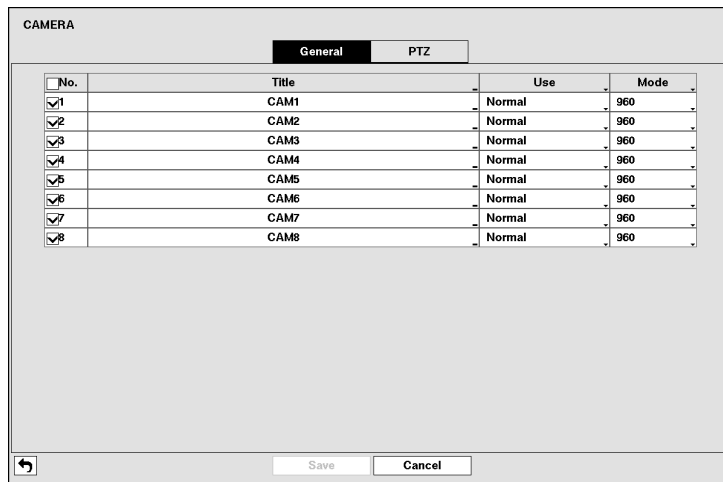 CAMERA
General PTZ
No. Title Use Mode
1 CAM1 Normal 960
2 CAM2 Normal 960
3 CAM3 Normal 960
4 CAM4 Normal 960
5 CAM5 Normal 960
6 CAM6 Normal 960
7 CAM7 Normal 960
8 CAM8 Normal 960
Save Cancel